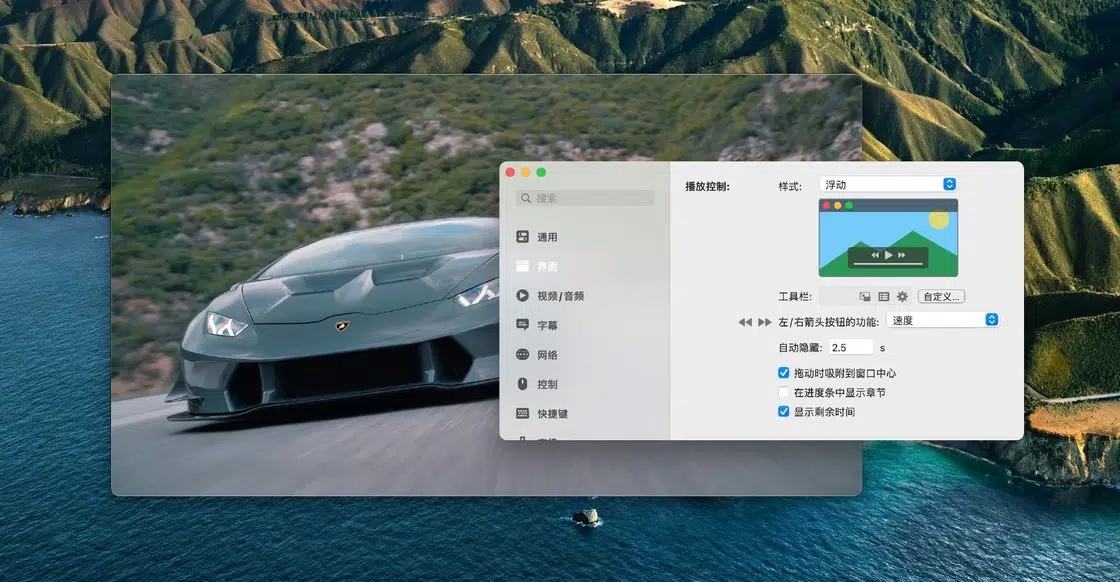 搜索
通用
界面
视频/音频
字幕
网络
控制
快捷键
播放控制:
样式: 浮动
工具栏: 自定义...
左/右箭头按钮的功能: 速度
自动隐藏: 2.5 s
拖动时吸附到窗口中心
在进度条中显示章节
显示剩余时间